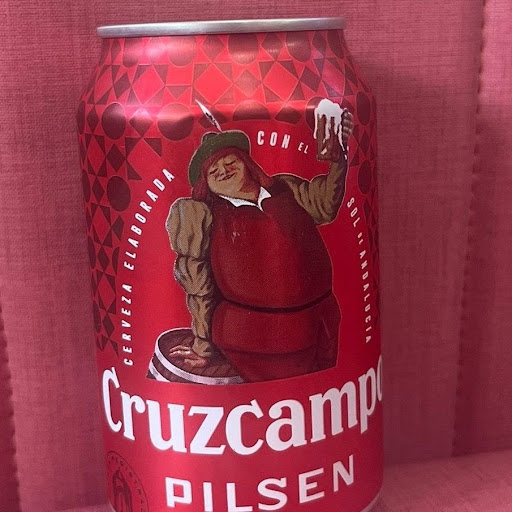 CERVEZA ELABORADA
CON EL
SOL DE ANDALUCIA
Cruzcampo
PILSEN